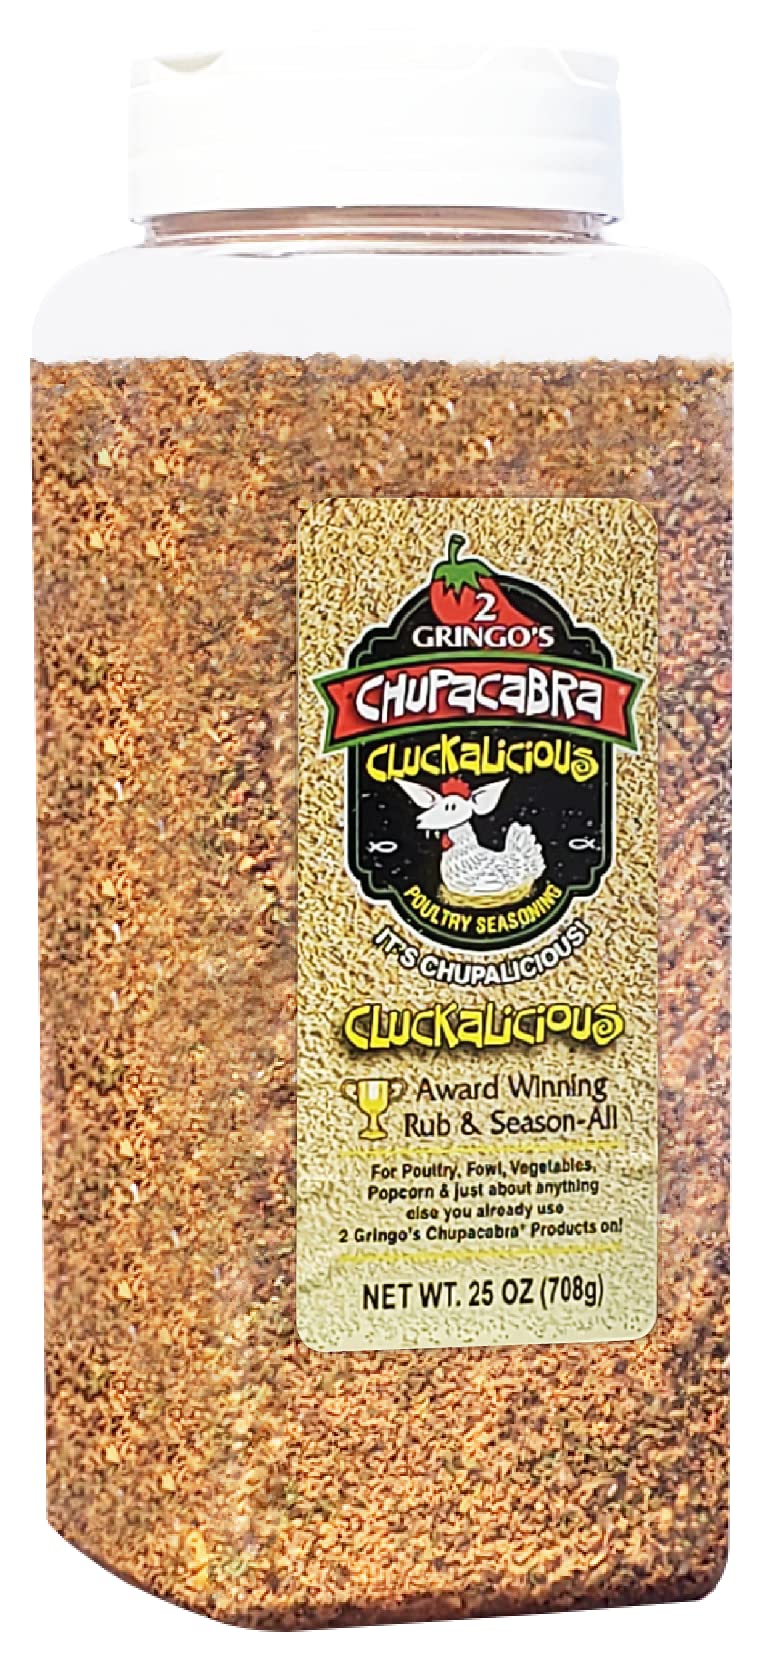 2
GRINGO'S
CHUPACABRA
CLUCKALICIOUS
POULTRY SEASONING
IT'S CHUPALICIOUS!
CLUCKALICIOUS
Award Winning
Rub & Season-All
For Poultry, Fowl, Vegetables,
Popcorn & just about anything
else you already use
2 Gringo's Chupacabra® Products on!
NET WT. 25 OZ (708g)